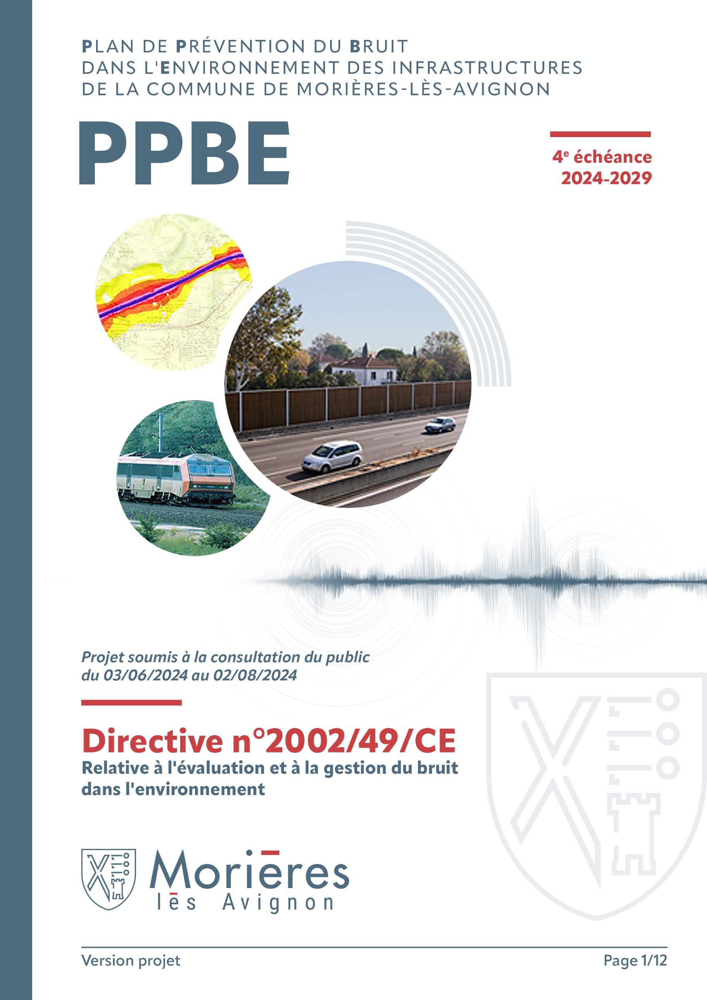 PLAN DE PRÉVENTION DU BRUIT
DANS L'ENVIRONNEMENT DES INFRASTRUCTURES
DE LA COMMUNE DE MORIÈRES-LÈS-AVIGNON
PPBE
4e échéance
2024-2029
Projet soumis à la consultation du public
du 03/06/2024 au 02/08/2024
Directive n°2002/49/CE
Relative à l'évaluation et à la gestion du bruit
dans l'environnement
Moriēres
lēs Avignon
Version projet
Page 1/12